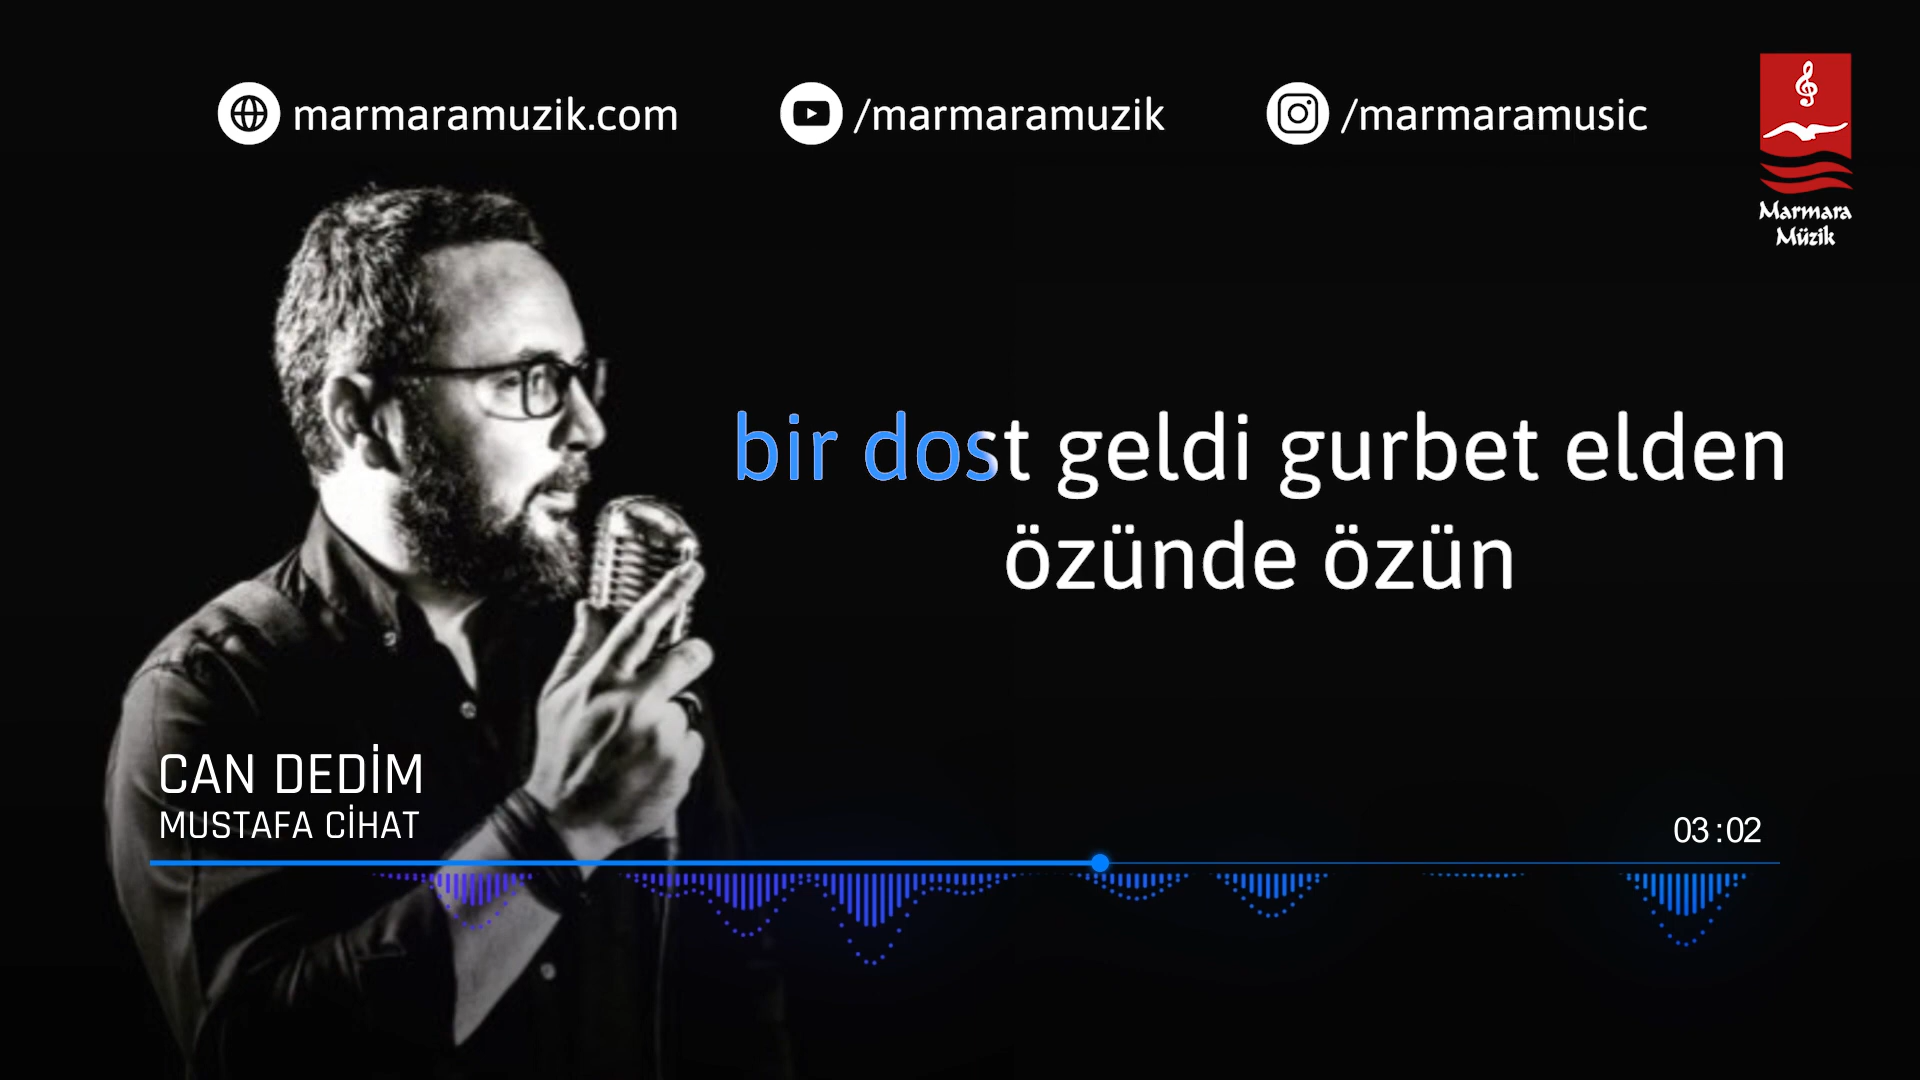 marmaramuzik.com
/marmaramuzik
/marmaramusic
Marmara
Müzik
bir dost geldi gurbet elden
özünde özün
CAN DEDİM
MUSTAFA CİHAT
03:02